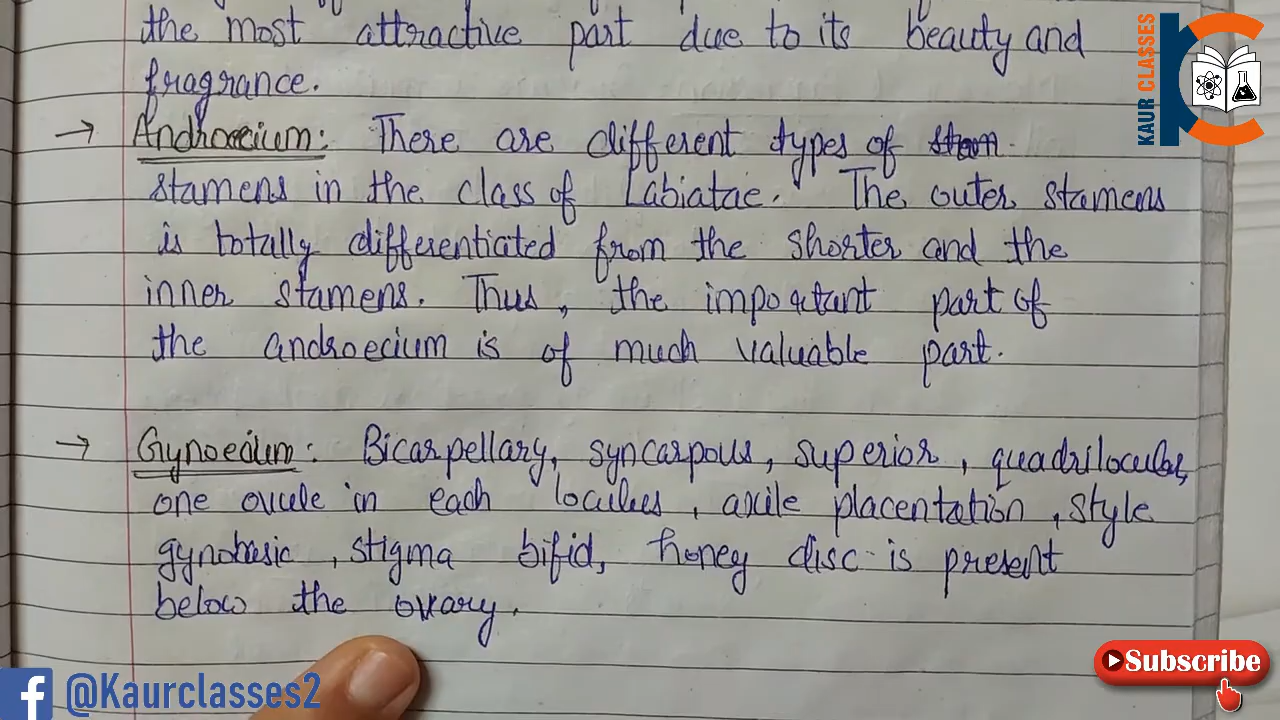 the most attractive part due to its beauty and
fragrance.
→ Androecium: There are different types of
stamens in the class of Labiatae. The outer stamens
is totally differentiated from the shorter and the
inner stamens. Thus, the important part of
the androecium is of much valuable part.
→ Gynoecium: Bicarpellary, syncarpous, superior, quadrilocular,
one ovule in each locules, axile placentation, style
gynobasic, stigma bifid, honey disc is present
below the ovary.
KAUR CLASSES
@Kaurclasses2
Subscribe